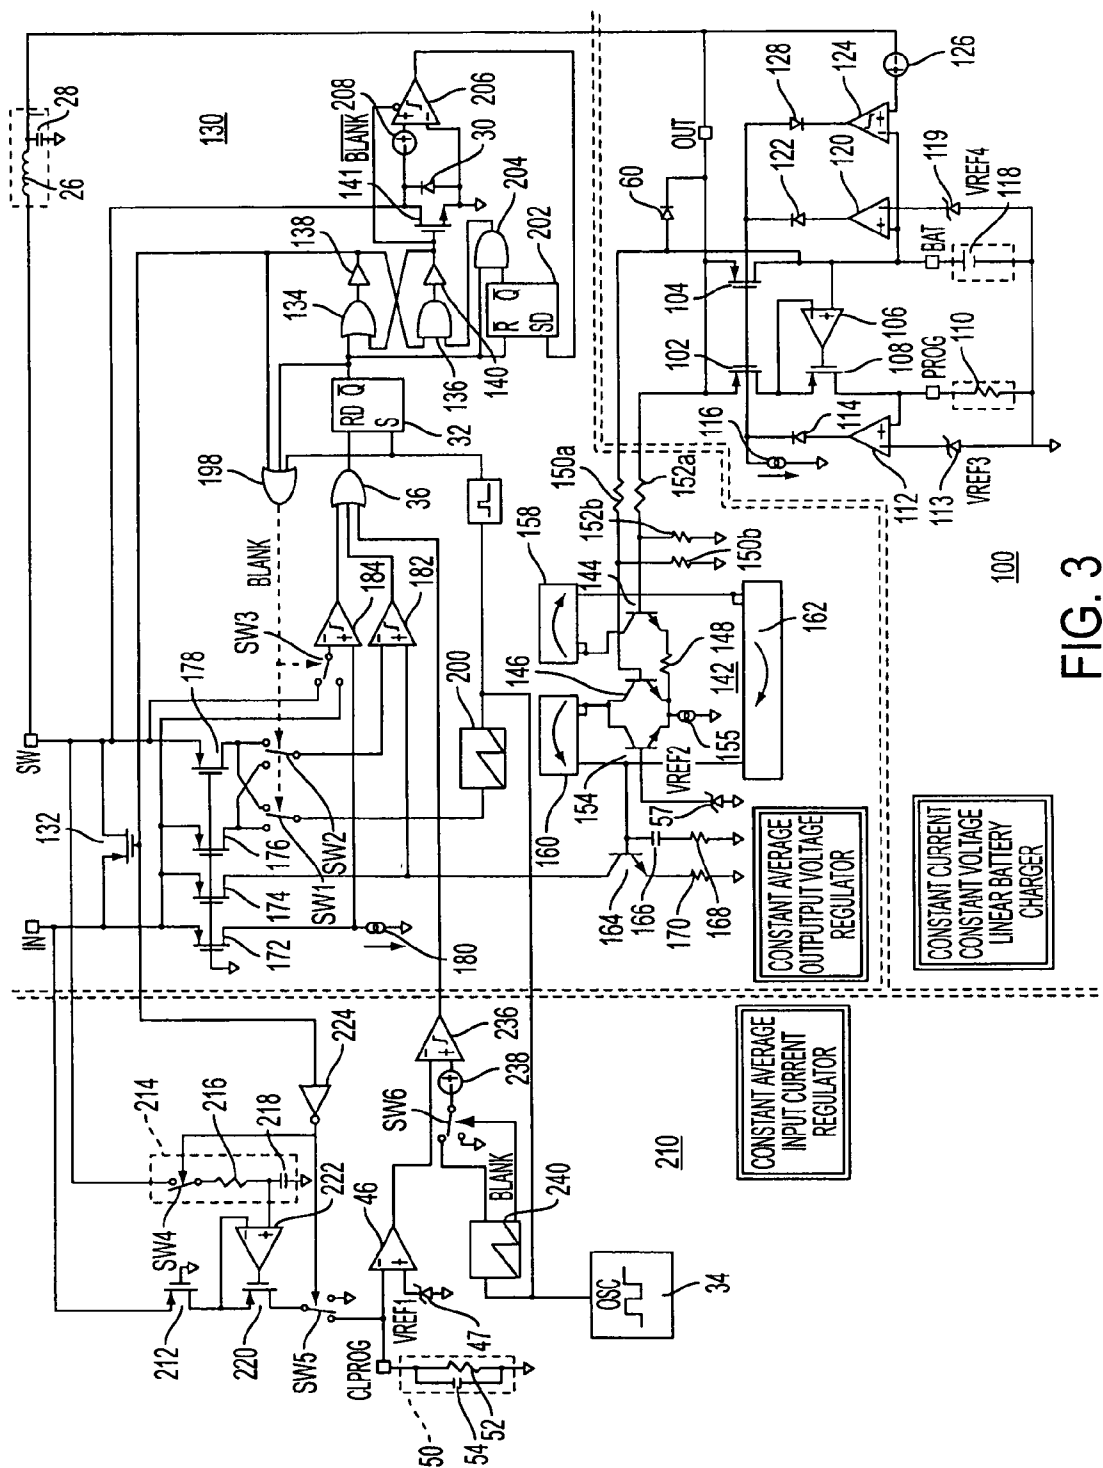 28
26
130
SW
IN
132
138
134
141
BLANK
208
206
30
204
202
R
Q
SD
136
140
RD
Q
S
32
198
36
BLANK
178
176
174
172
SW1
SW2
SW3
184
182
180
200
214
216
218
222
224
SW4
212
220
SW5
CLPROG
VREF1
46
47
50
54
52
236
238
SW6
BLANK
240
210
OSC
34
158
144
146
148
142
150a
152a
152b
150b
154
155
160
162
VREF2
57
164
166
170
168
60
OUT
104
102
106
108
PROG
110
BAT
118
VREF4
119
120
122
128
124
126
116
114
112
113
VREF3
CONSTANT AVERAGE
OUTPUT VOLTAGE
REGULATOR
CONSTANT AVERAGE
INPUT CURRENT
REGULATOR
CONSTANT CURRENT
CONSTANT VOLTAGE
LINEAR BATTERY
CHARGER
100
FIG. 3